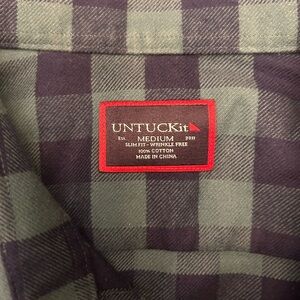 UNTUCKit
Est. MEDIUM 2011
SLIM FIT - WRINKLE FREE
100% COTTON
MADE IN CHINA